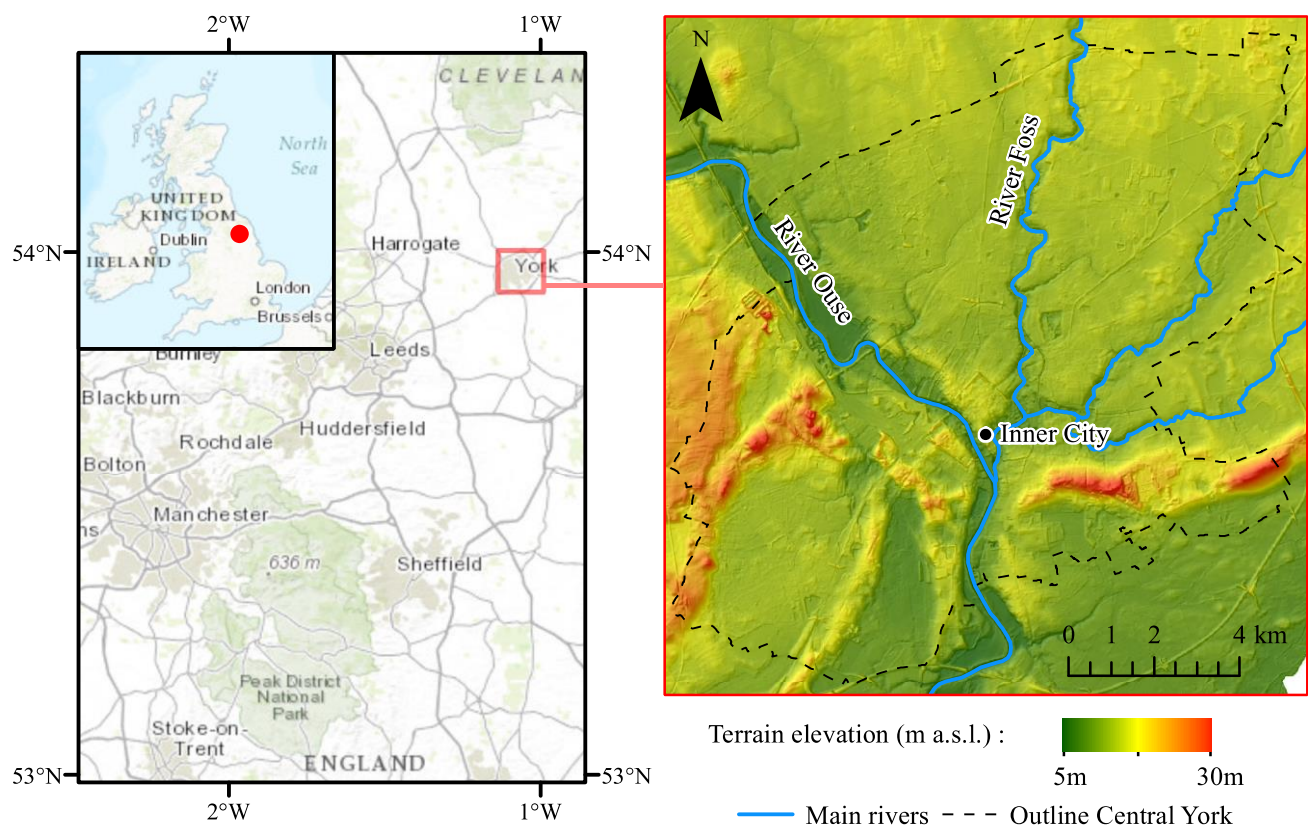 2°W
1°W
CLEVELAN
North
Sea
UNITED
KINGDOM
Dublin
IRELAND
London
Brussels
54°N
Harrogate
York
54°N
Burnley
Leeds
Blackburn
Huddersfield
Rochdale
Bolton
Manchester
ns
636 m
Sheffield
Peak District
National
Park
Stoke-on-
Trent
ENGLAND
53°N
53°N
2°W
1°W
N
River Foss
River Ouse
Inner City
0 1 2 4 km
Terrain elevation (m a.s.l.) :
5m 30m
Main rivers
Outline Central York